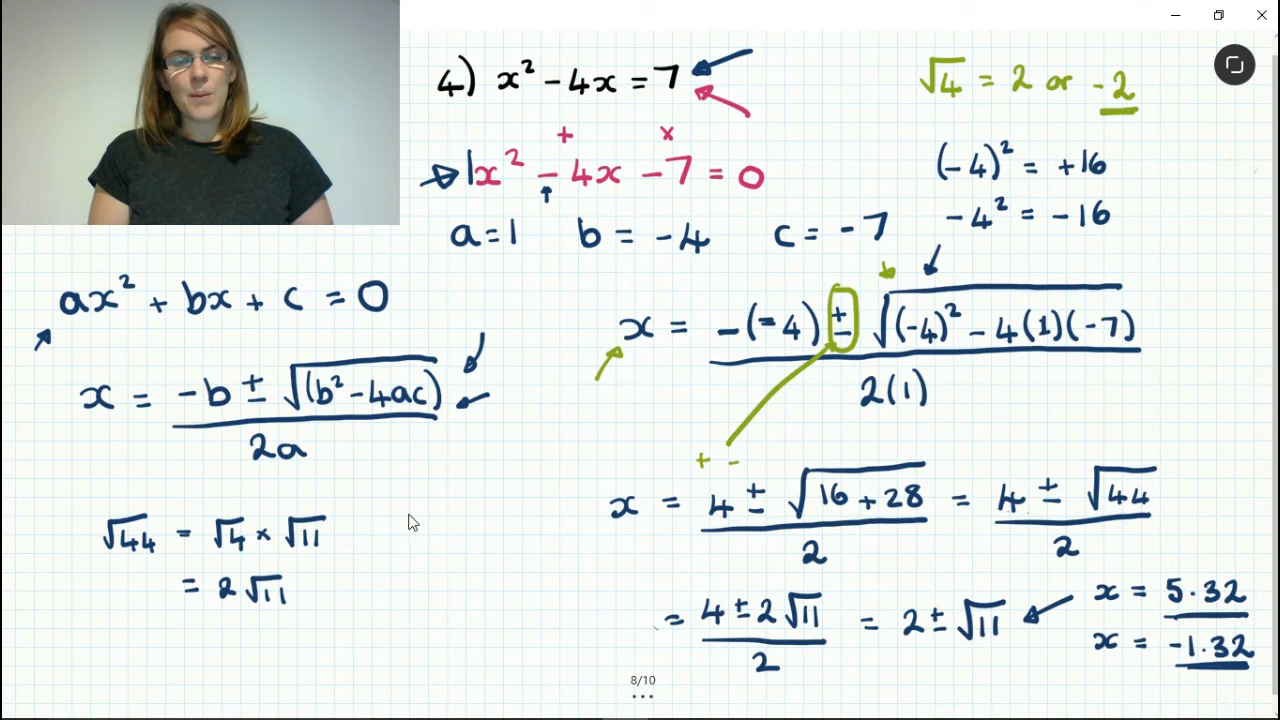 4) x² - 4x = 7
+ ×
1x² - 4x - 7 = 0
a = 1 b = -4 c = -7
√4 = 2 or -2
(-4)² = +16
-4² = -16
ax² + bx + c = 0
x = -b ± √(b² - 4ac)
2a
√44 = √4 × √11
= 2√11
x = -(-4) ± √(-4)² - 4(1)(-7)
2(1)
+ -
x = 4 ± √16 + 28 = 4 ± √44
2 2
= 4 ± 2√11 = 2 ± √11
2
x = 5.32
x = -1.32
8/10